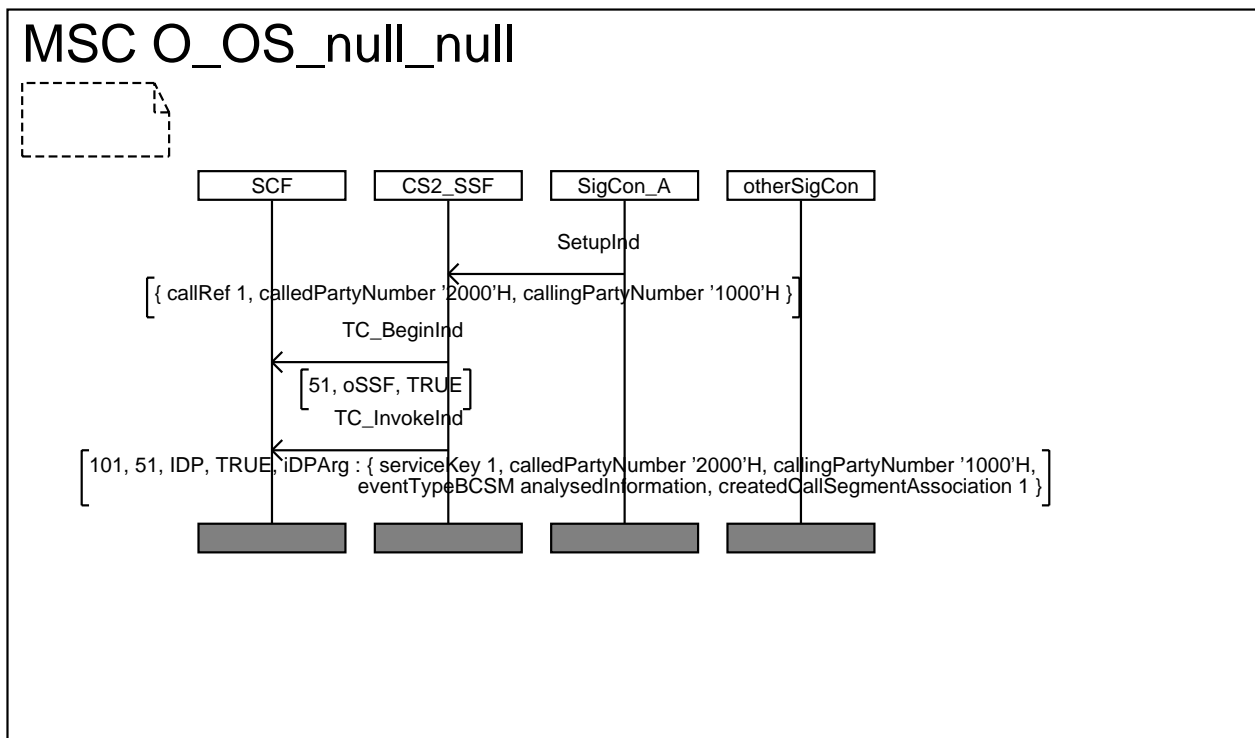 MSC O_OS_null_null
SCF
CS2_SSF
SigCon_A
otherSigCon
SetupInd
{ callRef 1, calledPartyNumber ’2000’H, callingPartyNumber ’1000’H }
TC_BeginInd
51, oSSF, TRUE
TC_InvokeInd
101, 51, IDP, TRUE, iDPArg : { serviceKey 1, calledPartyNumber ’2000’H, callingPartyNumber ’1000’H,
eventTypeBCSM analysedInformation, createdCallSegmentAssociation 1 }